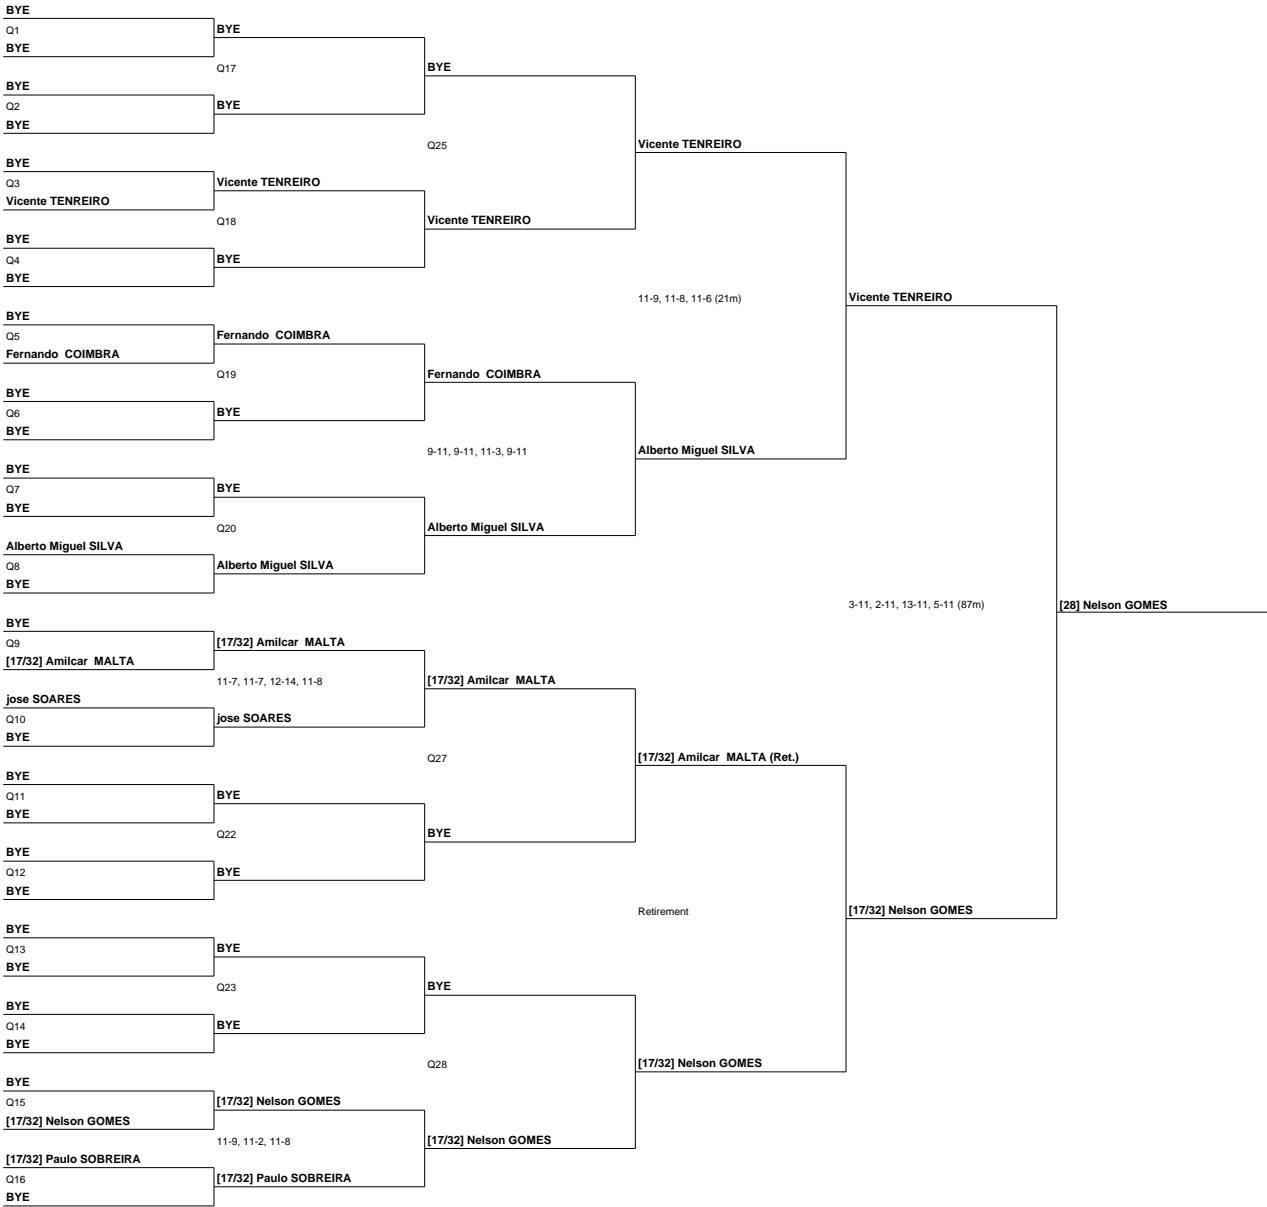 BYE
Q1
BYE
BYE
Q17
BYE
BYE
Q2
BYE
BYE
Q25
Vicente TENREIRO
BYE
Q3
Vicente TENREIRO
Vicente TENREIRO
Q18
Vicente TENREIRO
BYE
Q4
BYE
BYE
11-9, 11-8, 11-6 (21m)
Vicente TENREIRO
BYE
Q5
Fernando  COIMBRA
Fernando  COIMBRA
Q19
Fernando  COIMBRA
BYE
Q6
BYE
BYE
9-11, 9-11, 11-3, 9-11
Alberto Miguel SILVA
BYE
Q7
BYE
BYE
Q20
Alberto Miguel SILVA
Alberto Miguel SILVA
Q8
BYE
Alberto Miguel SILVA
3-11, 2-11, 13-11, 5-11 (87m)
[28] Nelson GOMES
BYE
Q9
[17/32] Amilcar  MALTA
[17/32] Amilcar  MALTA
11-7, 11-7, 12-14, 11-8
[17/32] Amilcar  MALTA
jose SOARES
Q10
BYE
jose SOARES
Q27
[17/32] Amilcar  MALTA (Ret.)
BYE
Q11
BYE
BYE
Q22
BYE
BYE
Q12
BYE
BYE
Retirement
[17/32] Nelson GOMES
BYE
Q13
BYE
BYE
Q23
BYE
BYE
Q14
BYE
BYE
Q28
[17/32] Nelson GOMES
BYE
Q15
[17/32] Nelson GOMES
[17/32] Nelson GOMES
11-9, 11-2, 11-8
[17/32] Nelson GOMES
[17/32] Paulo SOBREIRA
Q16
BYE
[17/32] Paulo SOBREIRA